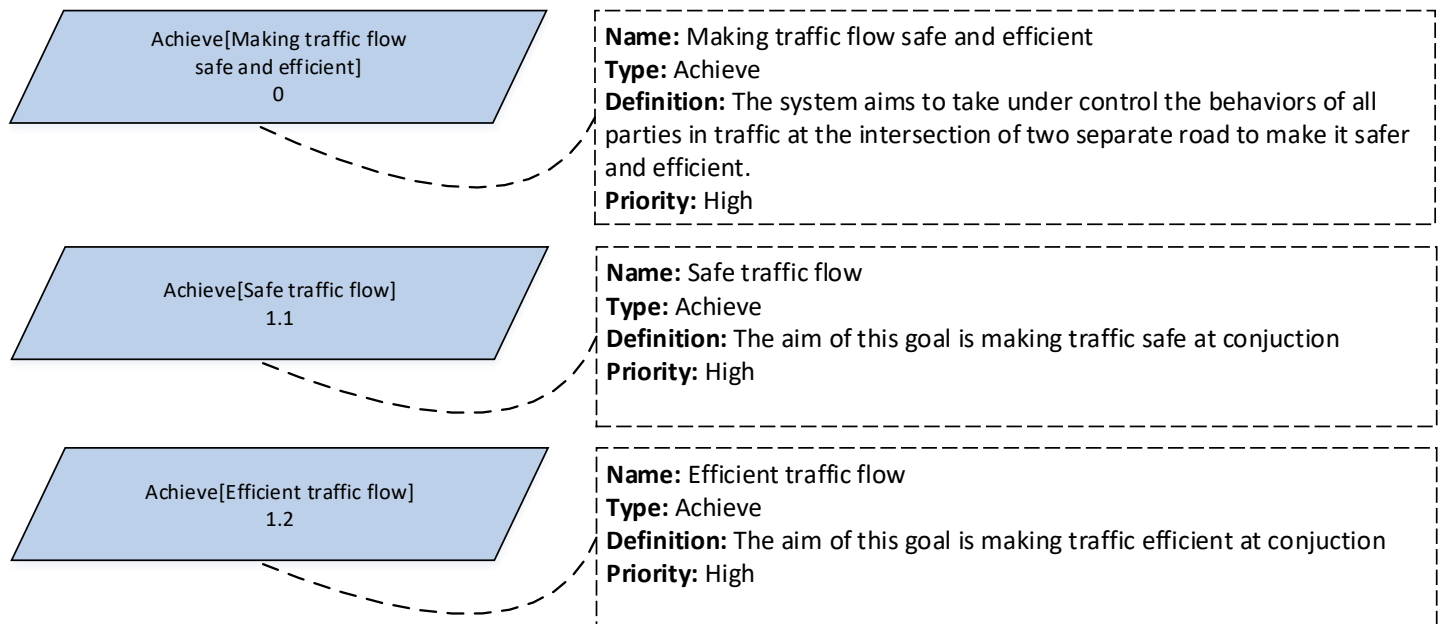 Achieve[Making traffic flow
safe and efficient]
0
Name: Making traffic flow safe and efficient
Type: Achieve
Definition: The system aims to take under control the behaviors of all
parties in traffic at the intersection of two separate road to make it safer
and efficient.
Priority: High
Achieve[Safe traffic flow]
1.1
Name: Safe traffic flow
Type: Achieve
Definition: The aim of this goal is making traffic safe at conjuction
Priority: High
Achieve[Efficient traffic flow]
1.2
Name: Efficient traffic flow
Type: Achieve
Definition: The aim of this goal is making traffic efficient at conjuction
Priority: High